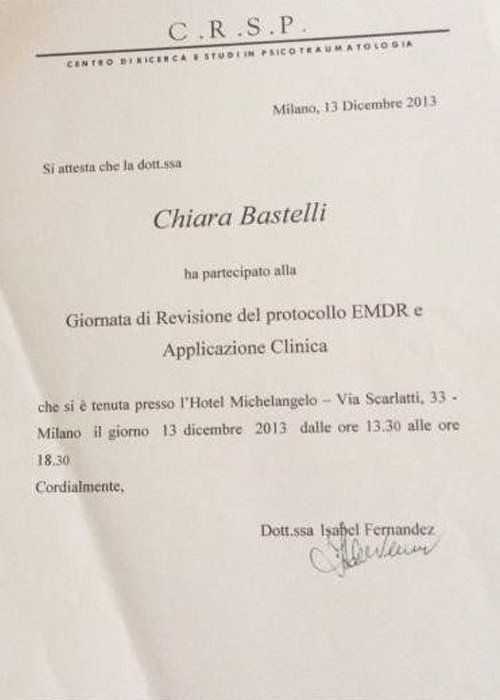 C.R.S.P.
CENTRO DI RICERCA E STUDI IN PSICOTRAUMATOLOGIA
Milano, 13 Dicembre 2013
Si attesta che la dott.ssa
Chiara Bastelli
ha partecipato alla
Giornata di Revisione del protocollo EMDR e
Applicazione Clinica
che si è tenuta presso l'Hotel Michelangelo – Via Scarlatti, 33 -
Milano il giorno 13 dicembre 2013 dalle ore 13.30 alle ore
18.30
Cordialmente,
Dott.ssa Isabel Fernandez